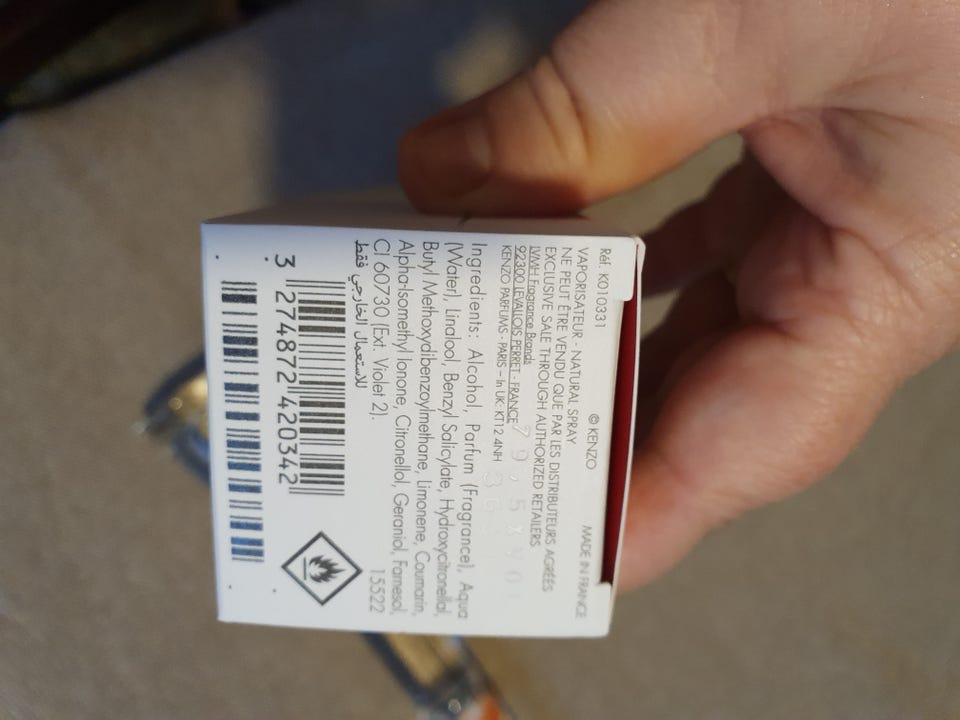 Réf. K010331
© KENZO
MADE IN FRANCE
VAPORISATEUR - NATURAL SPRAY
NE PEUT ÊTRE VENDU QUE PAR LES DISTRIBUTEURS AGRÉÉS
EXCLUSIVE SALE THROUGH AUTHORIZED RETAILERS
LVMH Fragrance Brands
92300 LEVALLOIS PERRET - FRANCE
KENZO PARFUMS - PARIS – In UK: KT12 4NH
Ingredients: Alcohol, Parfum (Fragrance), Aqua
(Water), Linalool, Benzyl Salicylate, Hydroxycitronellal,
Butyl Methoxydibenzoylmethane, Limonene, Coumarin,
Alpha-Isomethyl Ionone, Citronellol, Geraniol, Farnesol,
CI 60730 (Ext. Violet 2).
15522
للاستعمال الخارجي فقط
3 274872 420342